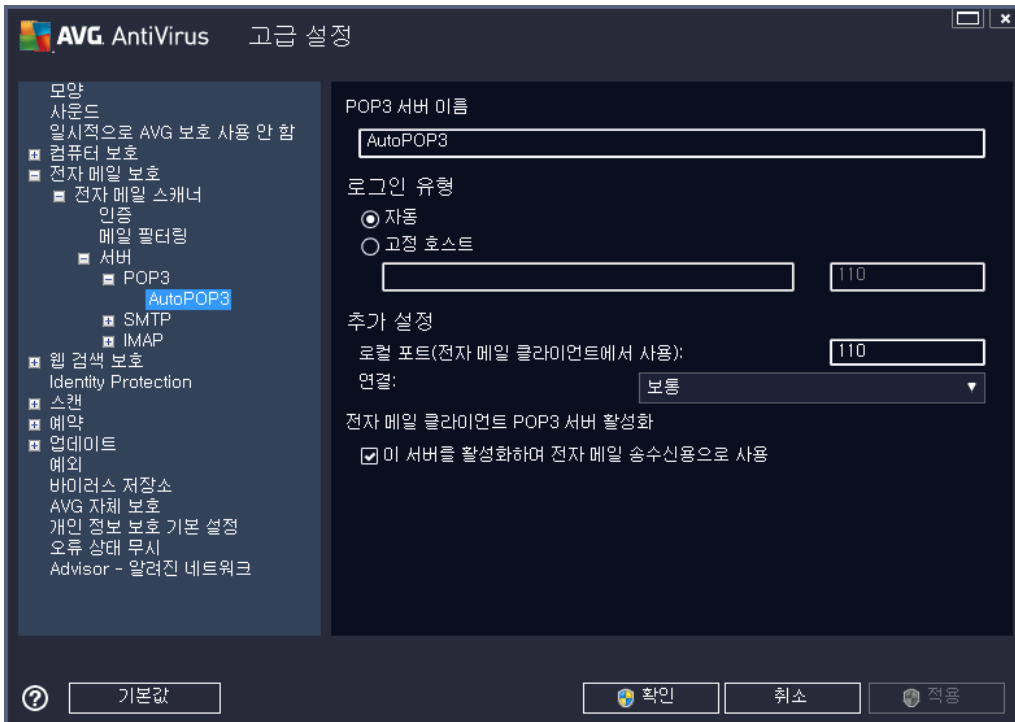 AVG. AntiVirus 고급 설정
모양
사운드
일시적으로 AVG 보호 사용 안 함
컴퓨터 보호
전자 메일 보호
전자 메일 스캐너
인증
메일 필터링
서버
POP3
AutoPOP3
SMTP
IMAP
웹 검색 보호
Identity Protection
스캔
예약
업데이트
예외
바이러스 저장소
AVG 자체 보호
개인 정보 보호 기본 설정
오류 상태 무시
Advisor - 알려진 네트워크
POP3 서버 이름
AutoPOP3
로그인 유형
자동
고정 호스트
110
추가 설정
로컬 포트(전자 메일 클라이언트에서 사용): 110
연결: 보통
전자 메일 클라이언트 POP3 서버 활성화
이 서버를 활성화하여 전자 메일 송수신용으로 사용
기본값 확인 취소 적용